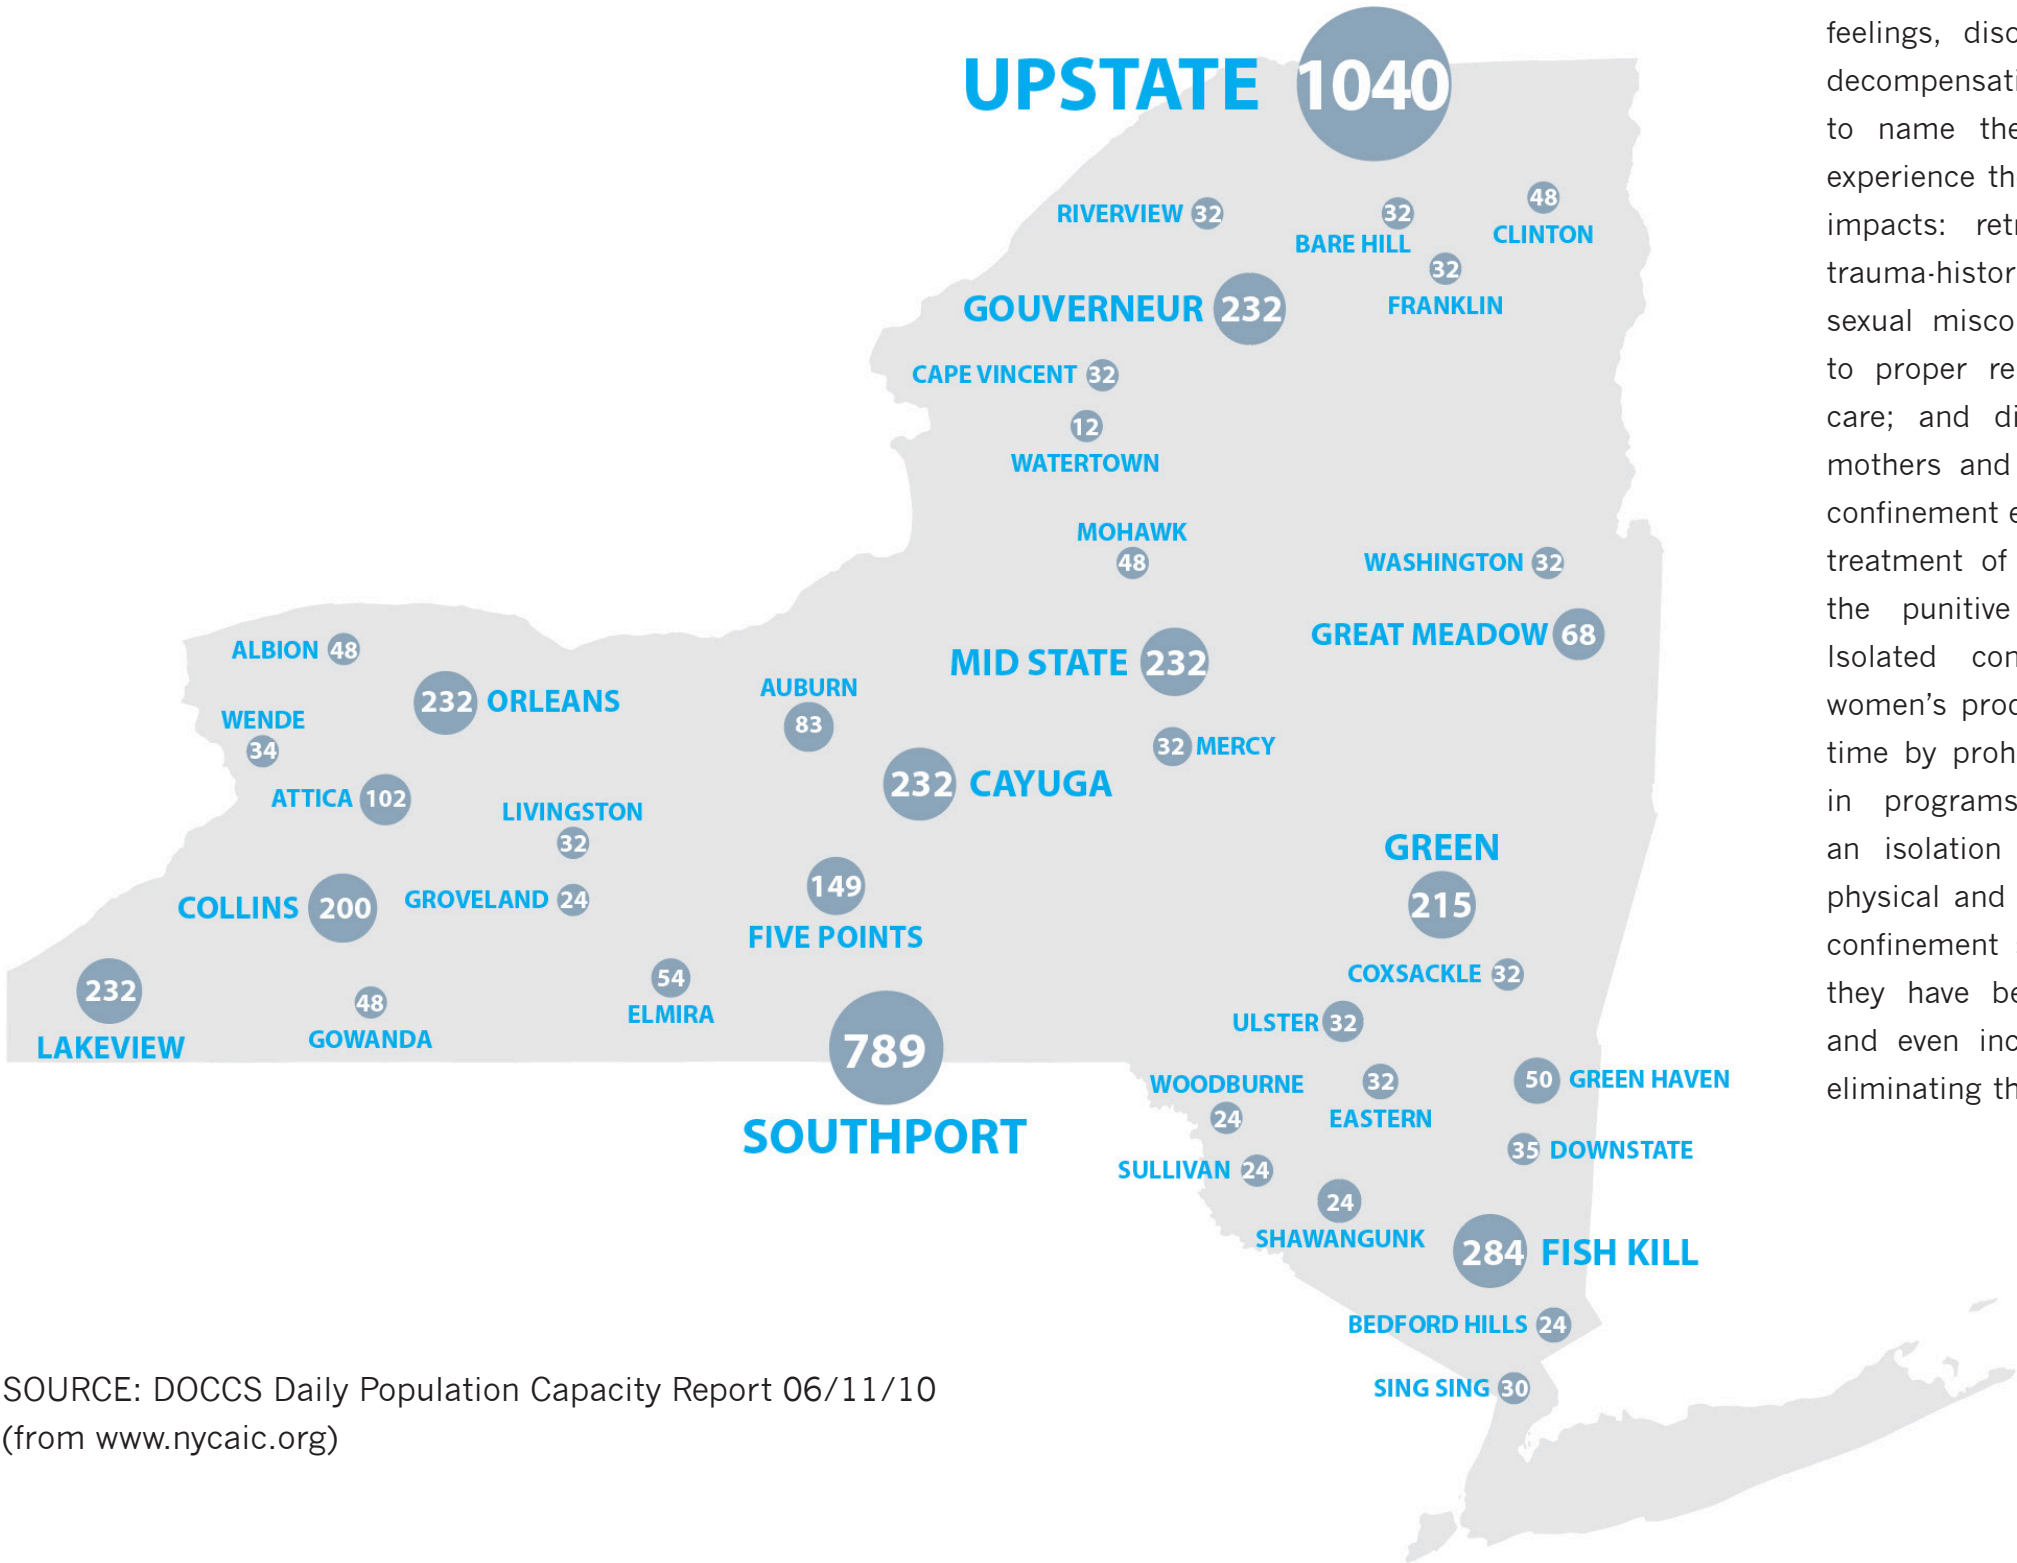 UPSTATE 1040
RIVERVIEW 32
32
BARE HILL
48
CLINTON
32
FRANKLIN
GOUVERNEUR 232
CAPE VINCENT 32
12
WATERTOWN
MOHAWK
48
WASHINGTON 32
GREAT MEADOW 68
MID STATE 232
ALBION 48
232 ORLEANS
AUBURN
83
WENDE
34
32 MERCY
ATTICA 102
232 CAYUGA
LIVINGSTON
32
GREEN
215
COLLINS 200
GROVELAND 24
149
FIVE POINTS
COXSACKLE 32
232
LAKEVIEW
48
GOWANDA
54
ELMIRA
ULSTER 32
789
SOUTHPORT
WOODBURNE
24
32
EASTERN
50 GREEN HAVEN
35 DOWNSTATE
SULLIVAN 24
24
SHAWANGUNK
284 FISH KILL
BEDFORD HILLS 24
SING SING 30
SOURCE: DOCCS Daily Population Capacity Report 06/11/10
(from www.nycaic.org)
feelings,
to name
experience
impacts:
sexual
to proper
care; and
mothers and
confinement
treatment of
the punitive
Isolated
women's
time by
in programs
an isolation
physical and
confinement
they have
and even
eliminating